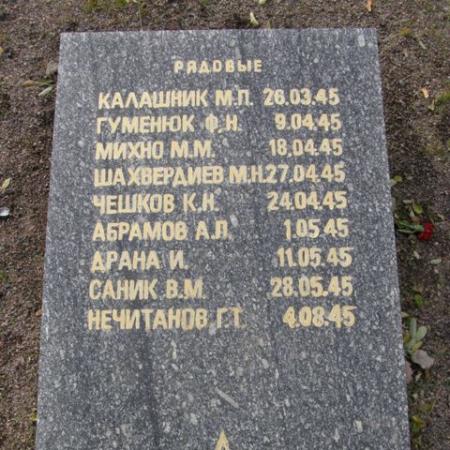 РЯДОВЫЕ
КАЛАШНИК М.П. 26.03.45
ГУМЕНЮК Ф.Н. 9.04.45
МИХНО М.М. 18.04.45
ШАХВЕРДИЕВ М.Н. 27.04.45
ЧЕШКОВ К.Н. 24.04.45
АБРАМОВ А.Л. 1.05.45
ДРАНА И. 11.05.45
САНИК В.М. 28.05.45
НЕЧИТАНОВ Г.Т. 4.08.45